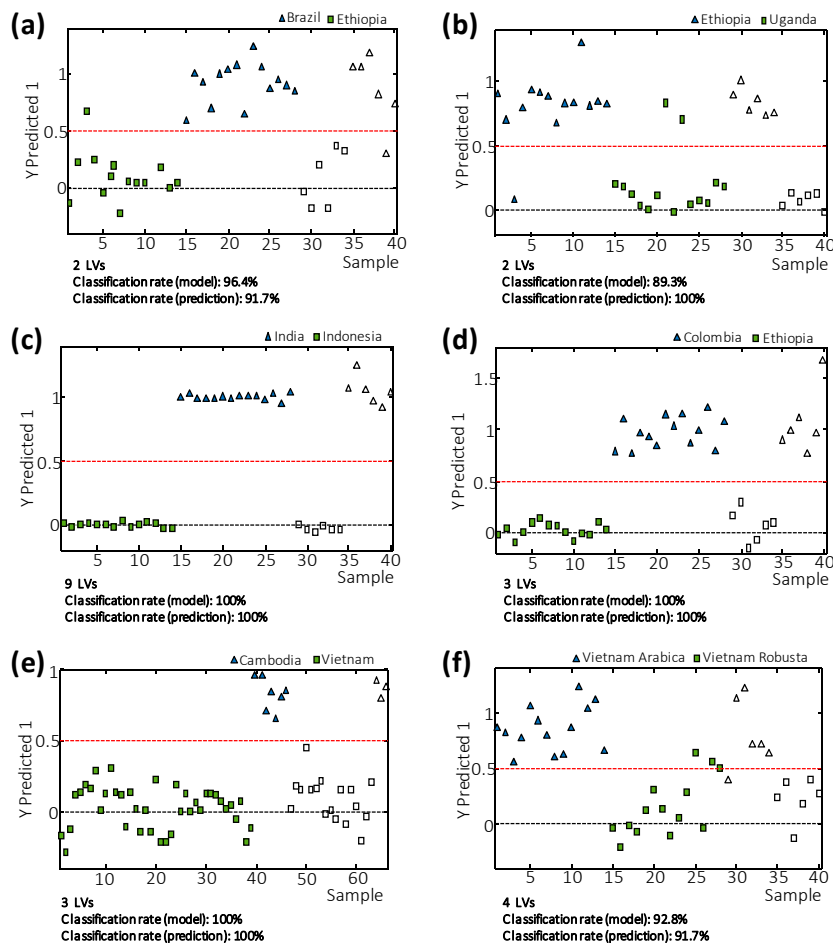 (a)
Brazil Ethiopia
Y Predicted 1
1
0.5
0
10 20 30 40
Sample
2 LVs
Classification rate (model): 96.4%
Classification rate (prediction): 91.7%
(b)
Ethiopia Uganda
Y Predicted 1
1
0.5
0
5 10 15 20 25 30 35 40
Sample
2 LVs
Classification rate (model): 89.3%
Classification rate (prediction): 100%
(c)
India Indonesia
Y Predicted 1
1
0.5
0
5 10 15 20 25 30 35 40
Sample
9 LVs
Classification rate (model): 100%
Classification rate (prediction): 100%
(d)
Colombia Ethiopia
Y Predicted 1
1.5
1
0.5
0
5 10 15 20 25 30 35 40
Sample
3 LVs
Classification rate (model): 100%
Classification rate (prediction): 100%
(e)
Cambodia Vietnam
Y Predicted 1
1
0.5
0
10 20 30 40 50 60
Sample
3 LVs
Classification rate (model): 100%
Classification rate (prediction): 100%
(f)
Vietnam Arabica Vietnam Robusta
Y Predicted 1
1
0.5
0
5 10 15 20 25 30 35 40
Sample
4 LVs
Classification rate (model): 92.8%
Classification rate (prediction): 91.7%